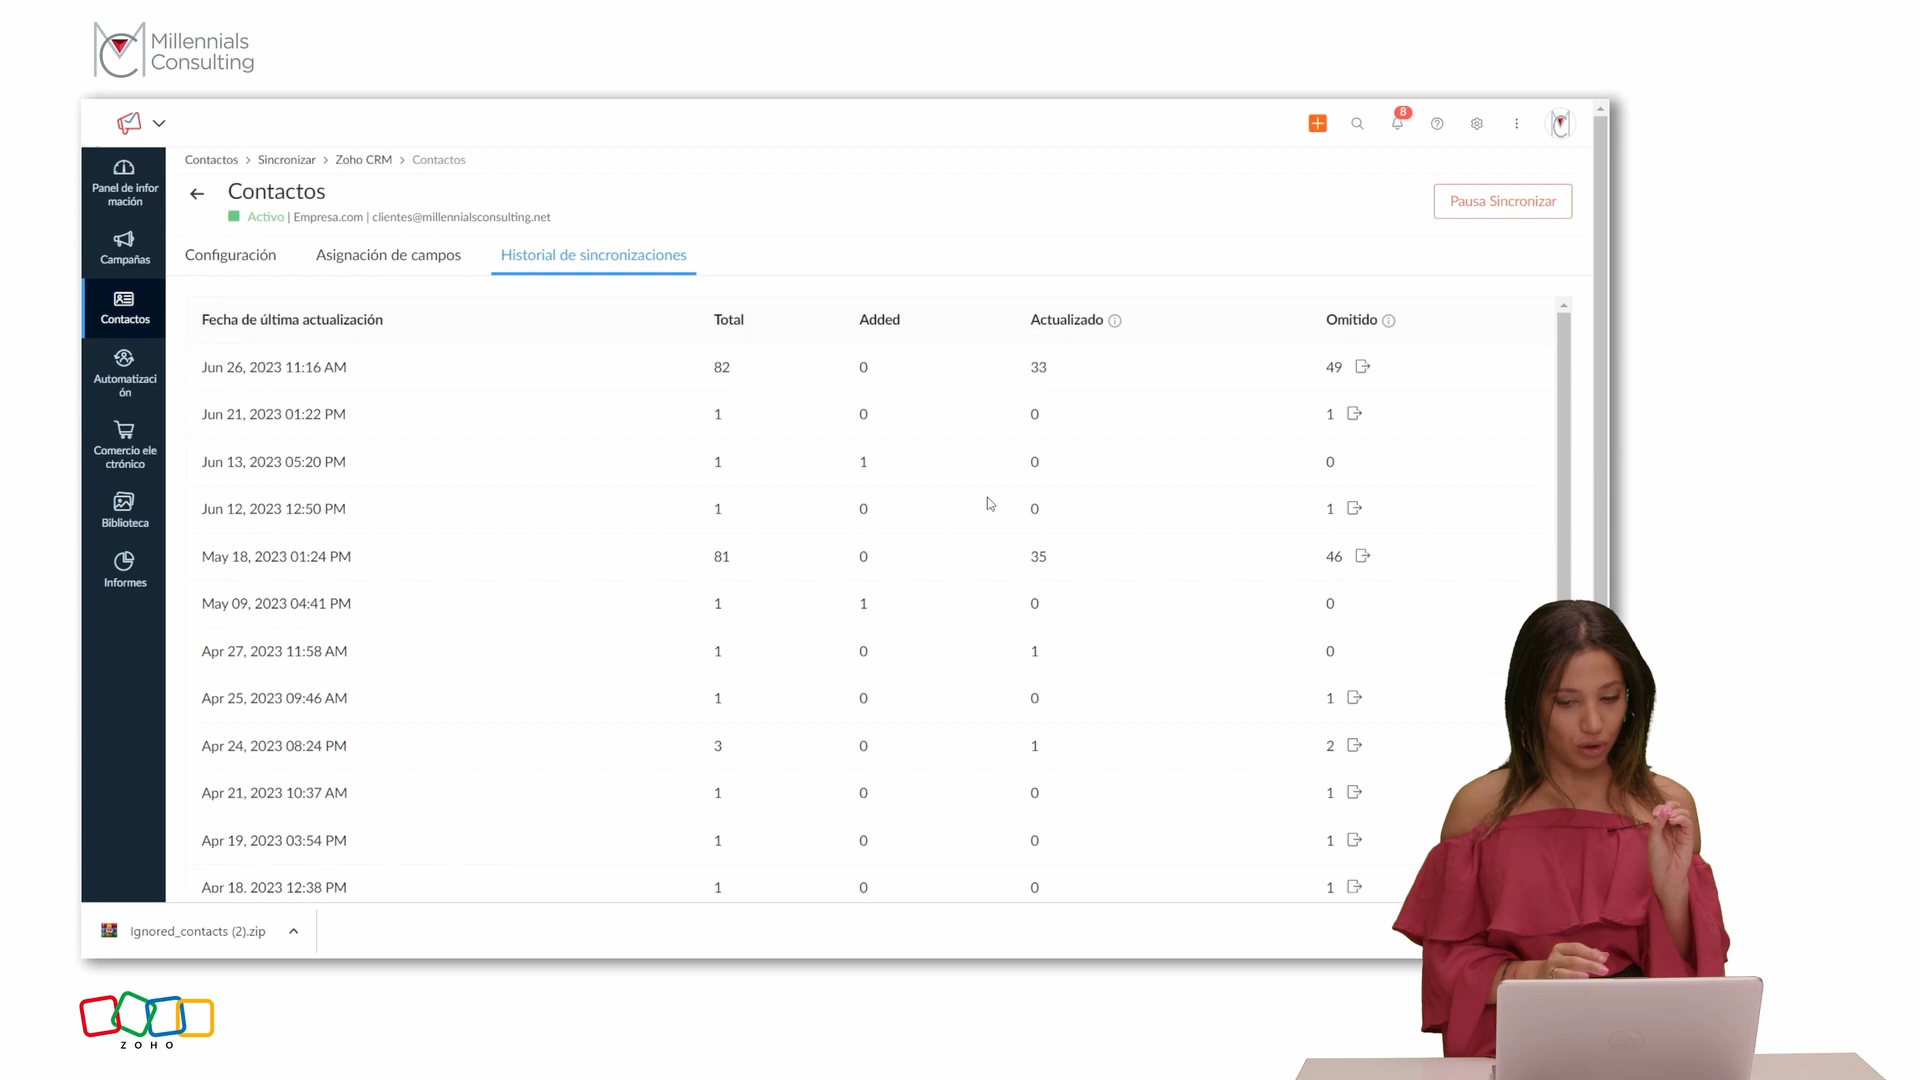 Millennials
Consulting
8
Contactos > Sincronizar > Zoho CRM > Contactos
Contactos
Activo | Empresa.com | clientes@millennialsconsulting.net
Pausa Sincronizar
Panel de infor
mación
Campañas
Contactos
Automatizaci
ón
Comercio ele
ctrónico
Biblioteca
Informes
Configuración Asignación de campos Historial de sincronizaciones
Fecha de última actualización Total Added Actualizado Omitido
Jun 26, 2023 11:16 AM 82 0 33 49
Jun 21, 2023 01:22 PM 1 0 0 1
Jun 13, 2023 05:20 PM 1 1 0 0
Jun 12, 2023 12:50 PM 1 0 0 1
May 18, 2023 01:24 PM 81 0 35 46
May 09, 2023 04:41 PM 1 1 0 0
Apr 27, 2023 11:58 AM 1 0 1 0
Apr 25, 2023 09:46 AM 1 0 0 1
Apr 24, 2023 08:24 PM 3 0 1 2
Apr 21, 2023 10:37 AM 1 0 0 1
Apr 19, 2023 03:54 PM 1 0 0 1
Apr 18, 2023 12:38 PM 1 0 0 1
Ignored_contacts (2).zip
ZOHO